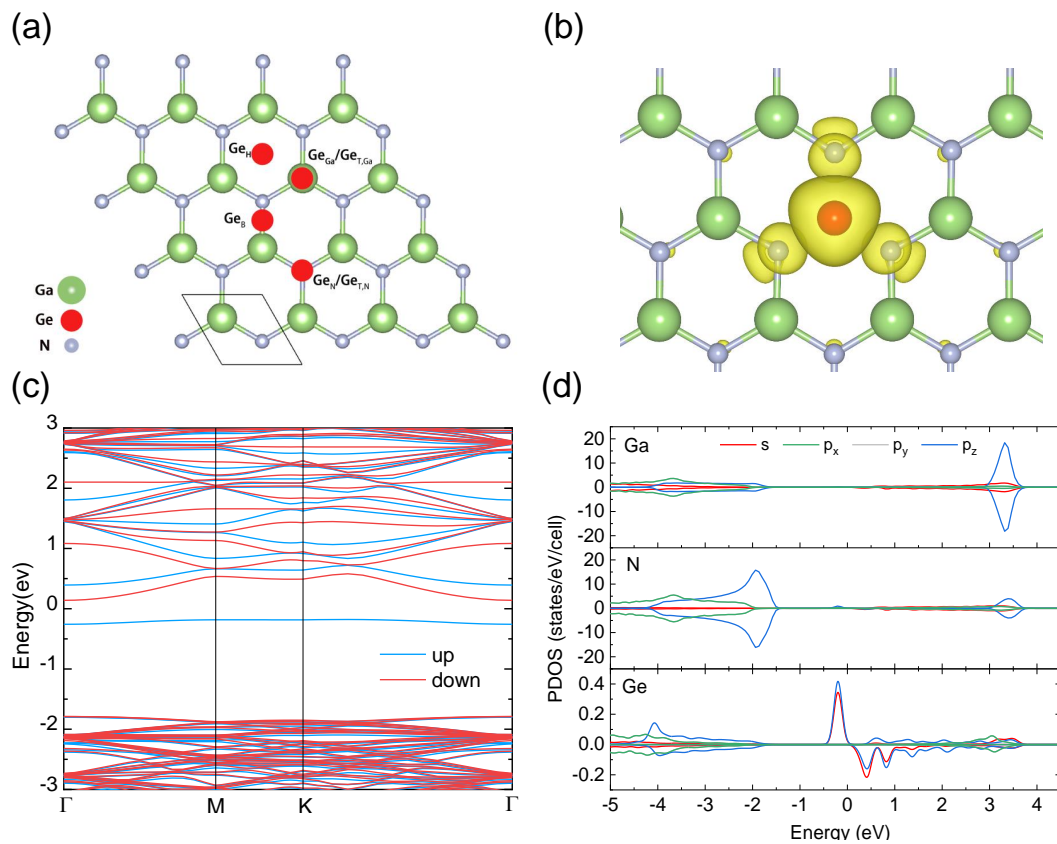 (a)
(b)
Ge_H
Ge_Ga/Ge_T,Ga
Ge_B
Ge_N/Ge_T,N
Ga
Ge
N
(c)
(d)
3
2
1
0
-1
-2
-3
Energy(ev)
up
down
Γ M K Γ
Ga
s p_x p_y p_z
20
10
0
-10
-20
N
20
10
0
-10
-20
Ge
0.4
0.2
0.0
-0.2
PDOS (states/eV/cell)
-5 -4 -3 -2 -1 0 1 2 3 4
Energy (eV)